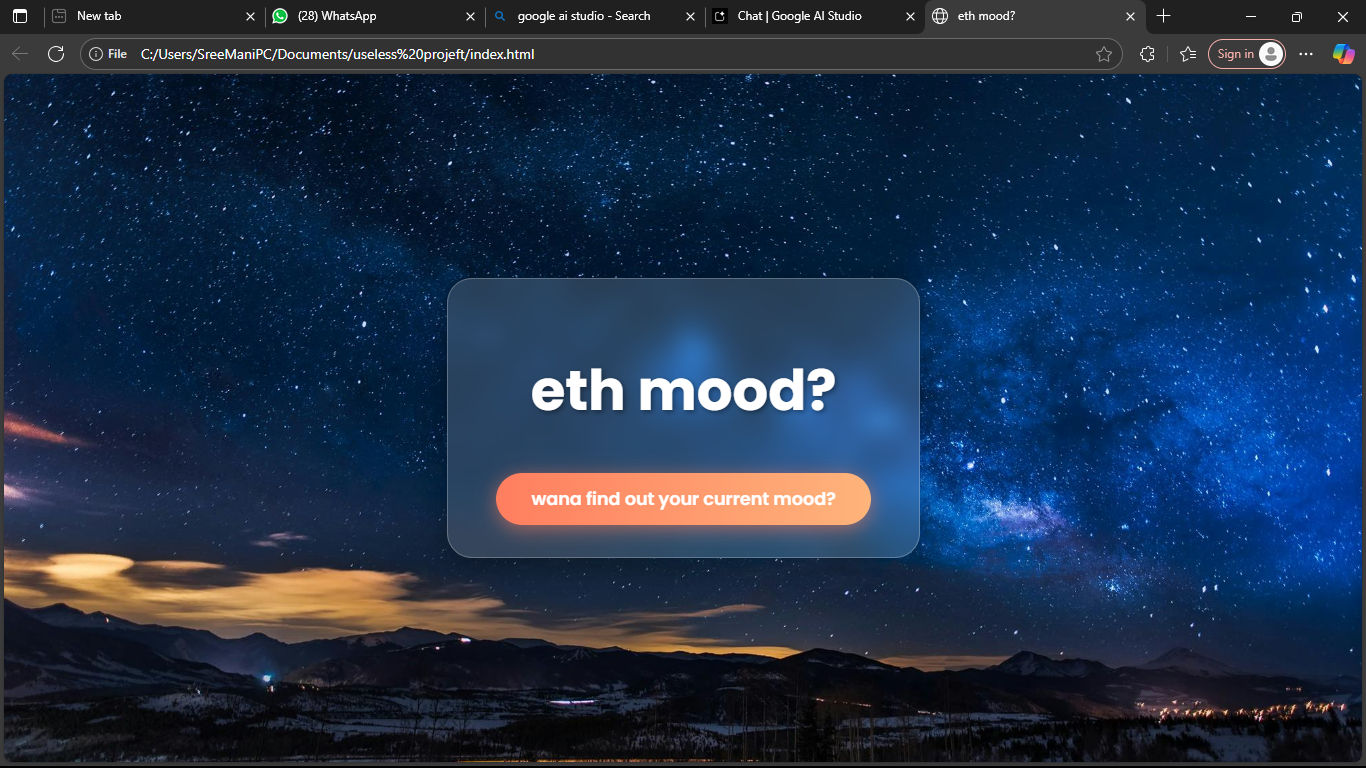 New tab
(28) WhatsApp
google ai studio - Search
Chat | Google AI Studio
eth mood?
File
C:/Users/SreeManiPC/Documents/useless%20projeft/index.html
Sign in
eth mood?
wana find out your current mood?